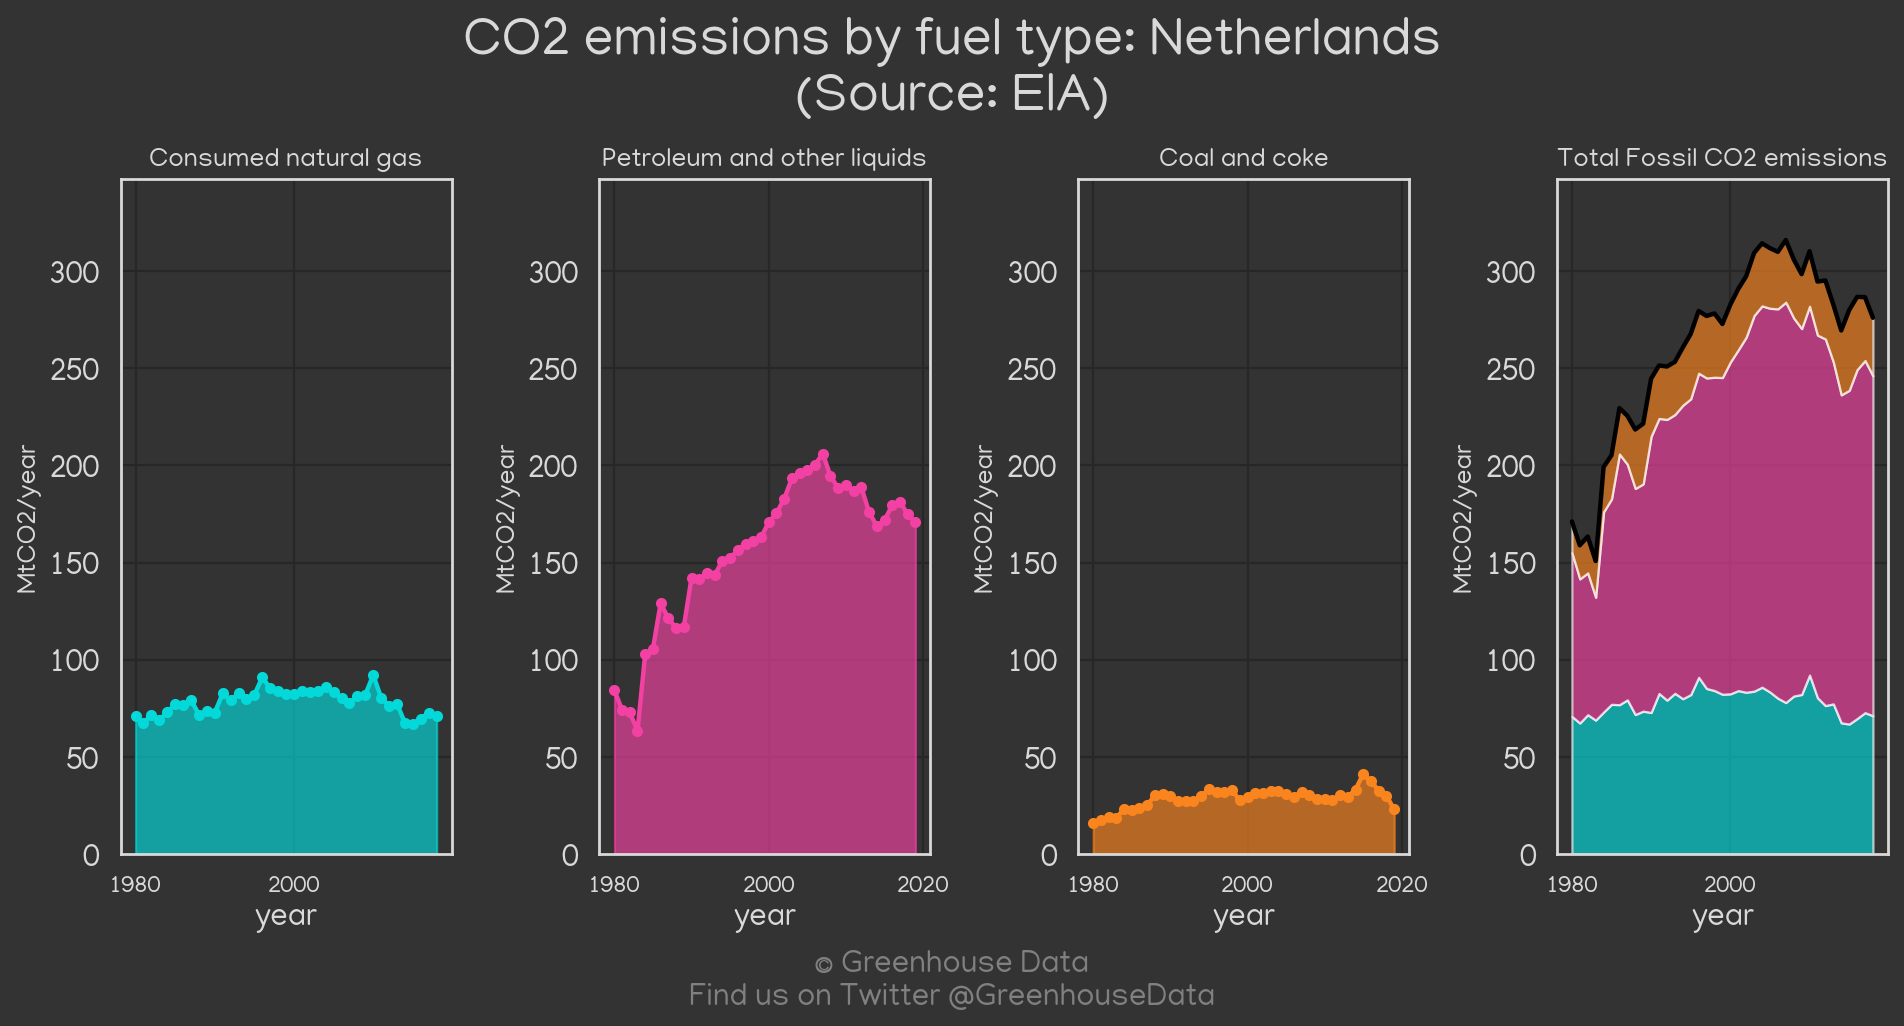 CO2 emissions by fuel type: Netherlands
(Source: EIA)
Consumed natural gas
Petroleum and other liquids
Coal and coke
Total Fossil CO2 emissions
MtCO2/year
300
250
200
150
100
50
0
1980
2000
year
MtCO2/year
300
250
200
150
100
50
0
1980
2000
2020
year
MtCO2/year
300
250
200
150
100
50
0
1980
2000
2020
year
MtCO2/year
300
250
200
150
100
50
0
1980
2000
year
© Greenhouse Data
Find us on Twitter @GreenhouseData